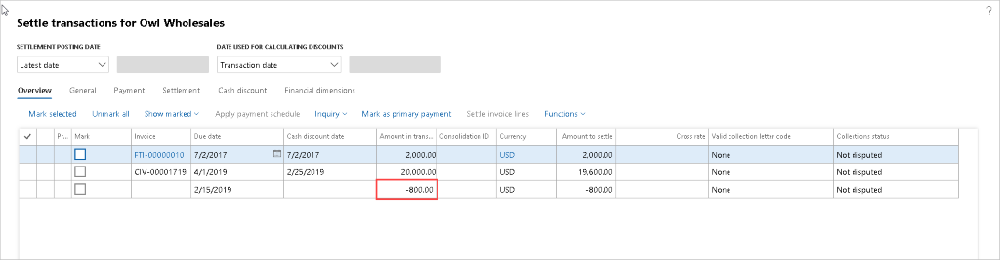 ?
Settle transactions for Owl Wholesales
SETTLEMENT POSTING DATE DATE USED FOR CALCULATING DISCOUNTS
Latest date Transaction date
Overview General Payment Settlement Cash discount Financial dimensions
Mark selected Unmark all Show marked Apply payment schedule Inquiry Mark as primary payment Settle invoice lines Functions
Pr... Mark Invoice Due date Cash discount date Amount in trans... Consolidation ID Currency Amount to settle Cross rate Valid collection letter code Collections status
FTI-00000010 7/2/2017 7/2/2017 2,000.00 USD 2,000.00 None Not disputed
CIV-00001719 4/1/2019 2/25/2019 20,000.00 USD 19,600.00 None Not disputed
2/15/2019 -800.00 USD -800.00 None Not disputed